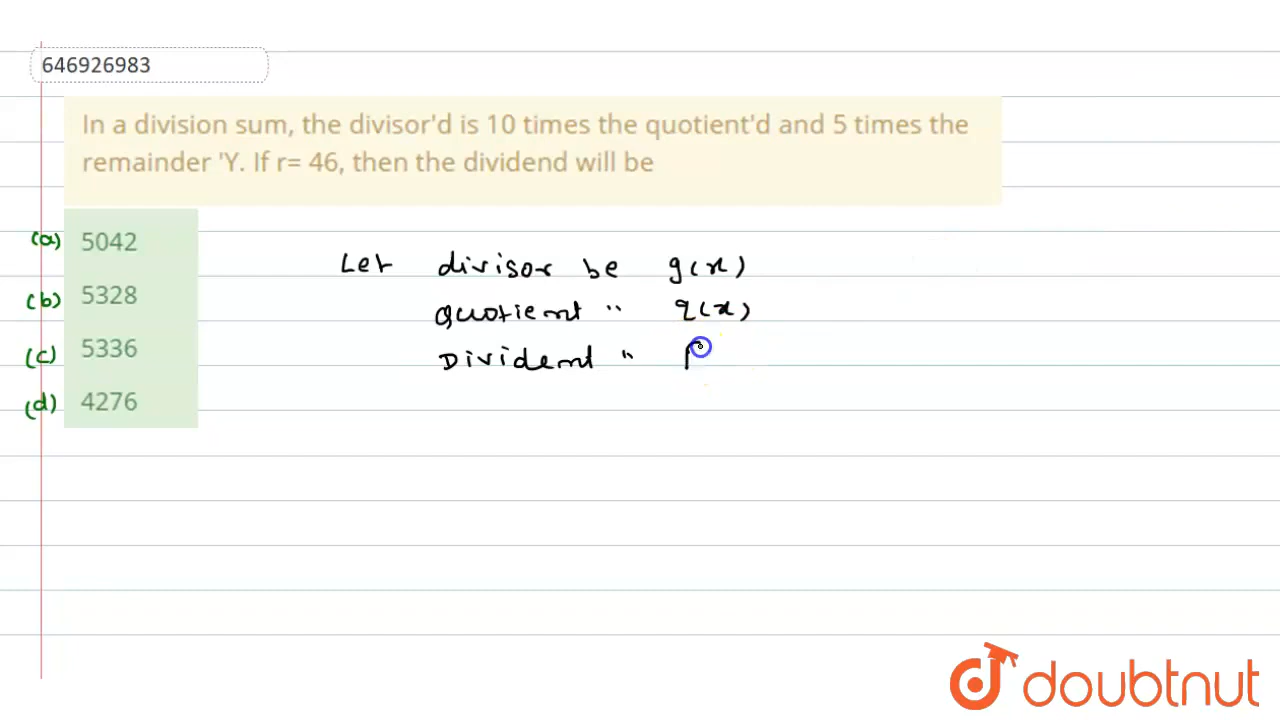 646926983
In a division sum, the divisor'd is 10 times the quotient'd and 5 times the
remainder 'Y. If r= 46, then the dividend will be
(a) 5042
(b) 5328
(c) 5336
(d) 4276
Let divisor be g(x)
Quotient " q(x)
Divident "
doubtnut